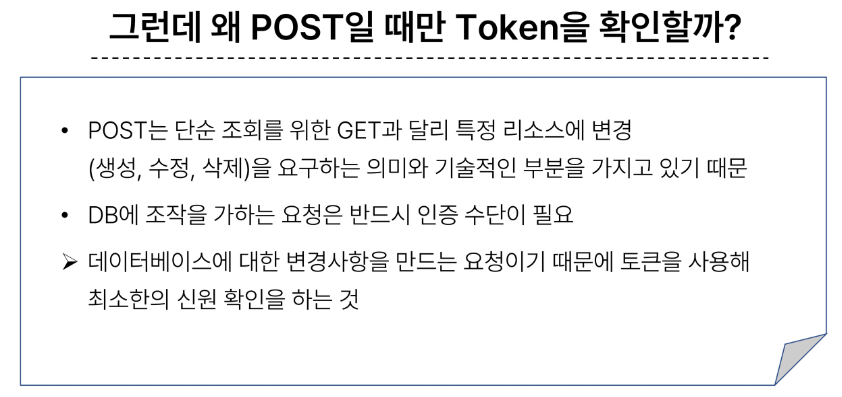 그런데 왜 POST일 때만 Token을 확인할까?
• POST는 단순 조회를 위한 GET과 달리 특정 리소스에 변경
(생성, 수정, 삭제)을 요구하는 의미와 기술적인 부분을 가지고 있기 때문
• DB에 조작을 가하는 요청은 반드시 인증 수단이 필요
➢ 데이터베이스에 대한 변경사항을 만드는 요청이기 때문에 토큰을 사용해
최소한의 신원 확인을 하는 것